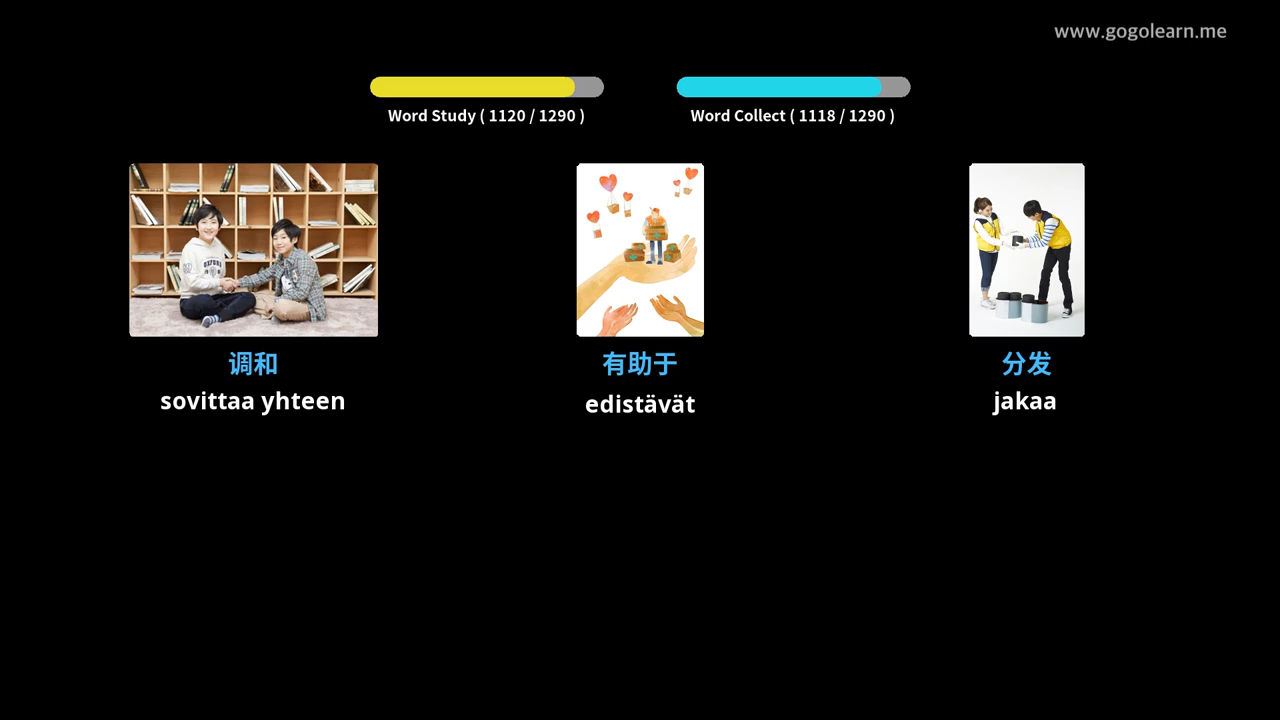 www.gogolearn.me
Word Study ( 1120 / 1290 )
Word Collect ( 1118 / 1290 )
调和
sovittaa yhteen
有助于
edistävät
分发
jakaa